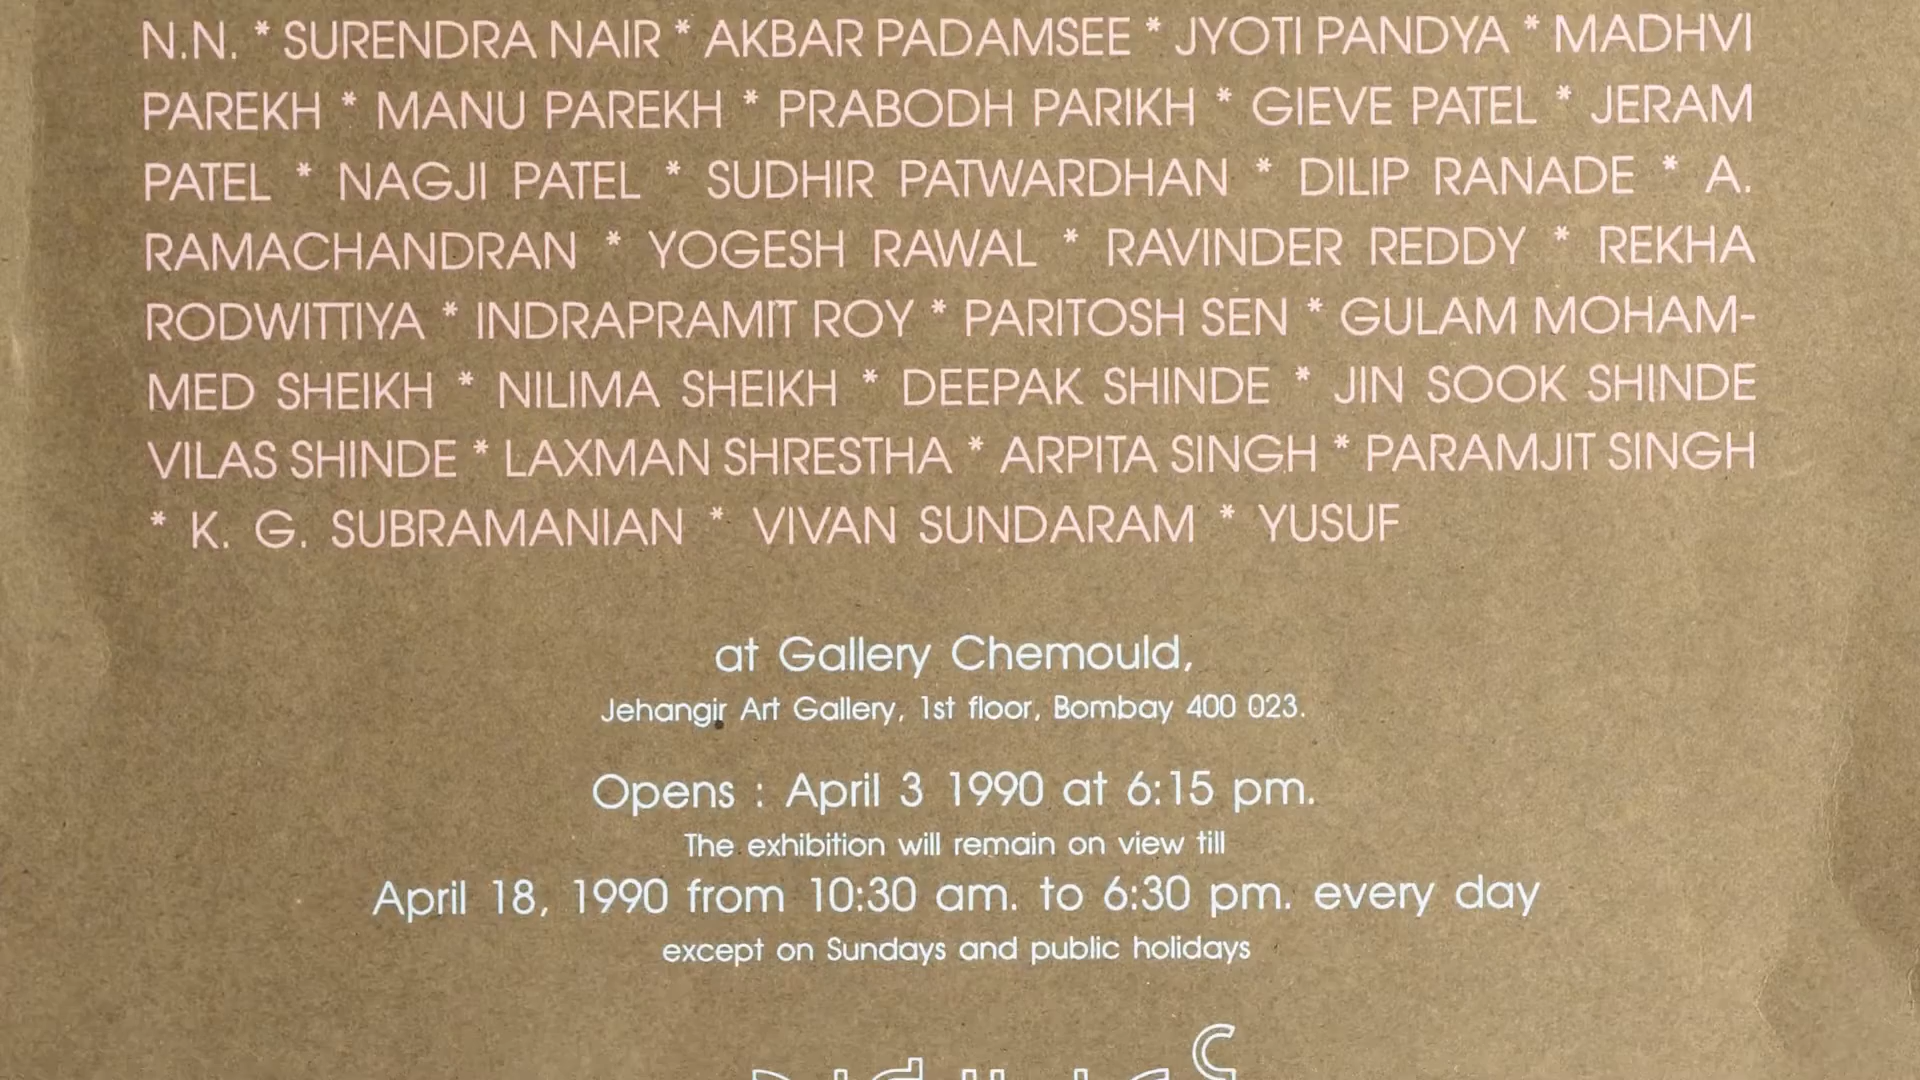 N.N. * SURENDRA NAIR * AKBAR PADAMSEE * JYOTI PANDYA * MADHVI
PAREKH * MANU PAREKH * PRABODH PARIKH * GIEVE PATEL * JERAM
PATEL * NAGJI PATEL * SUDHIR PATWARDHAN * DILIP RANADE * A.
RAMACHANDRAN * YOGESH RAWAL * RAVINDER REDDY * REKHA
RODWITTIYA * INDRAPRAMIT ROY * PARITOSH SEN * GULAM MOHAM-
MED SHEIKH * NILIMA SHEIKH * DEEPAK SHINDE * JIN SOOK SHINDE
VILAS SHINDE * LAXMAN SHRESTHA * ARPITA SINGH * PARAMJIT SINGH
* K. G. SUBRAMANIAN * VIVAN SUNDARAM * YUSUF
at Gallery Chemould,
Jehangir Art Gallery, 1st floor, Bombay 400 023.
Opens : April 3 1990 at 6:15 pm.
The exhibition will remain on view till
April 18, 1990 from 10:30 am. to 6:30 pm. every day
except on Sundays and public holidays